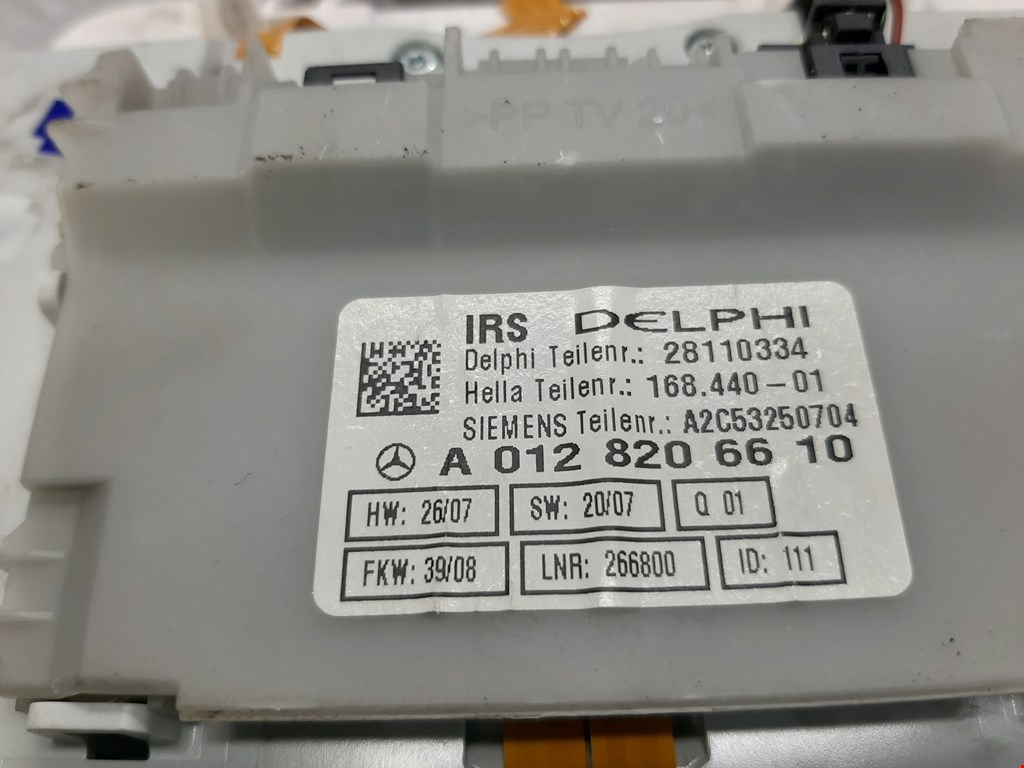 >PP TV 20<
IRS DELPHI
Delphi Teilenr.: 28110334
Hella Teilenr.: 168.440-01
SIEMENS Teilenr.: A2C53250704
A 012 820 66 10
HW: 26/07 SW: 20/07 Q 01
FKW: 39/08 LNR: 266800 ID: 111